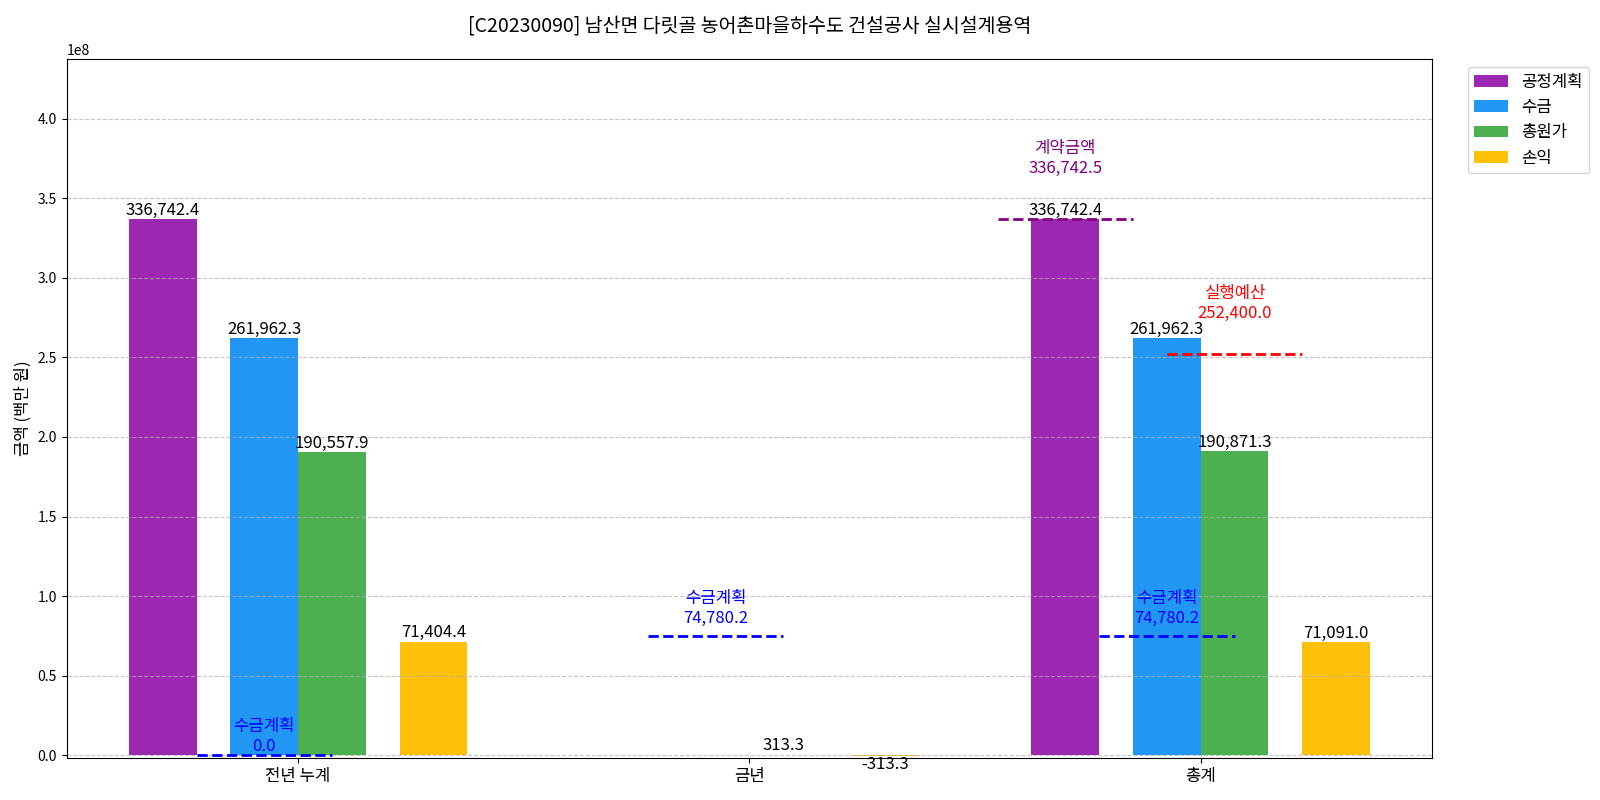 [C20230090] 남산면 다릿골 농어촌마을하수도 건설공사 실시설계용역
1e8
금액 (백만 원)
4.0
3.5
3.0
2.5
2.0
1.5
1.0
0.5
0.0
336,742.4
261,962.3
190,557.9
71,404.4
수금계획
0.0
수금계획
74,780.2
313.3
-313.3
계약금액
336,742.5
336,742.4
실행예산
252,400.0
261,962.3
190,871.3
수금계획
74,780.2
71,091.0
전년 누계
금년
총계
공정계획
수금
총원가
손익